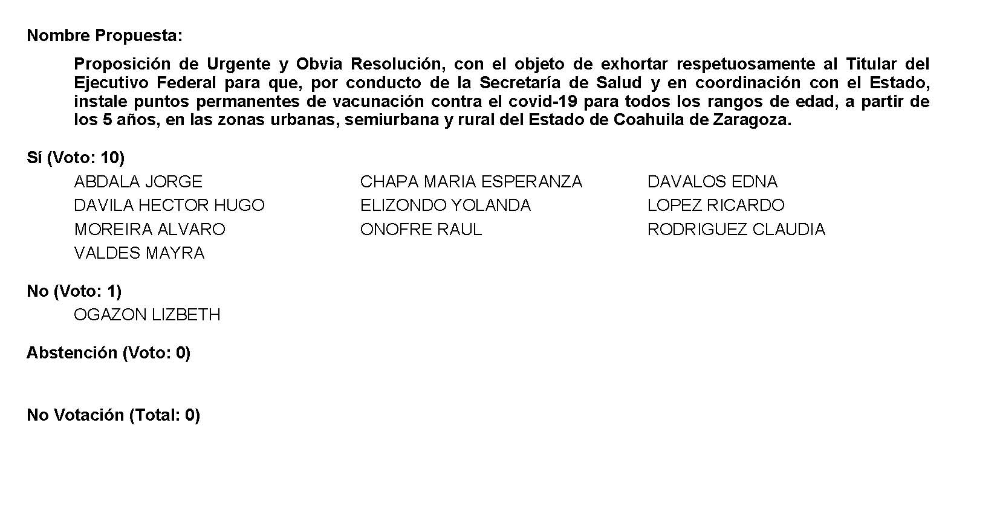 Nombre Propuesta:
Proposición de Urgente y Obvia Resolución, con el objeto de exhortar respetuosamente al Titular del
Ejecutivo Federal para que, por conducto de la Secretaría de Salud y en coordinación con el Estado,
instale puntos permanentes de vacunación contra el covid-19 para todos los rangos de edad, a partir de
los 5 años, en las zonas urbanas, semiurbana y rural del Estado de Coahuila de Zaragoza.
Sí (Voto: 10)
ABDALA JORGE CHAPA MARIA ESPERANZA DAVALOS EDNA
DAVILA HECTOR HUGO ELIZONDO YOLANDA LOPEZ RICARDO
MOREIRA ALVARO ONOFRE RAUL RODRIGUEZ CLAUDIA
VALDES MAYRA
No (Voto: 1)
OGAZON LIZBETH
Abstención (Voto: 0)
No Votación (Total: 0)